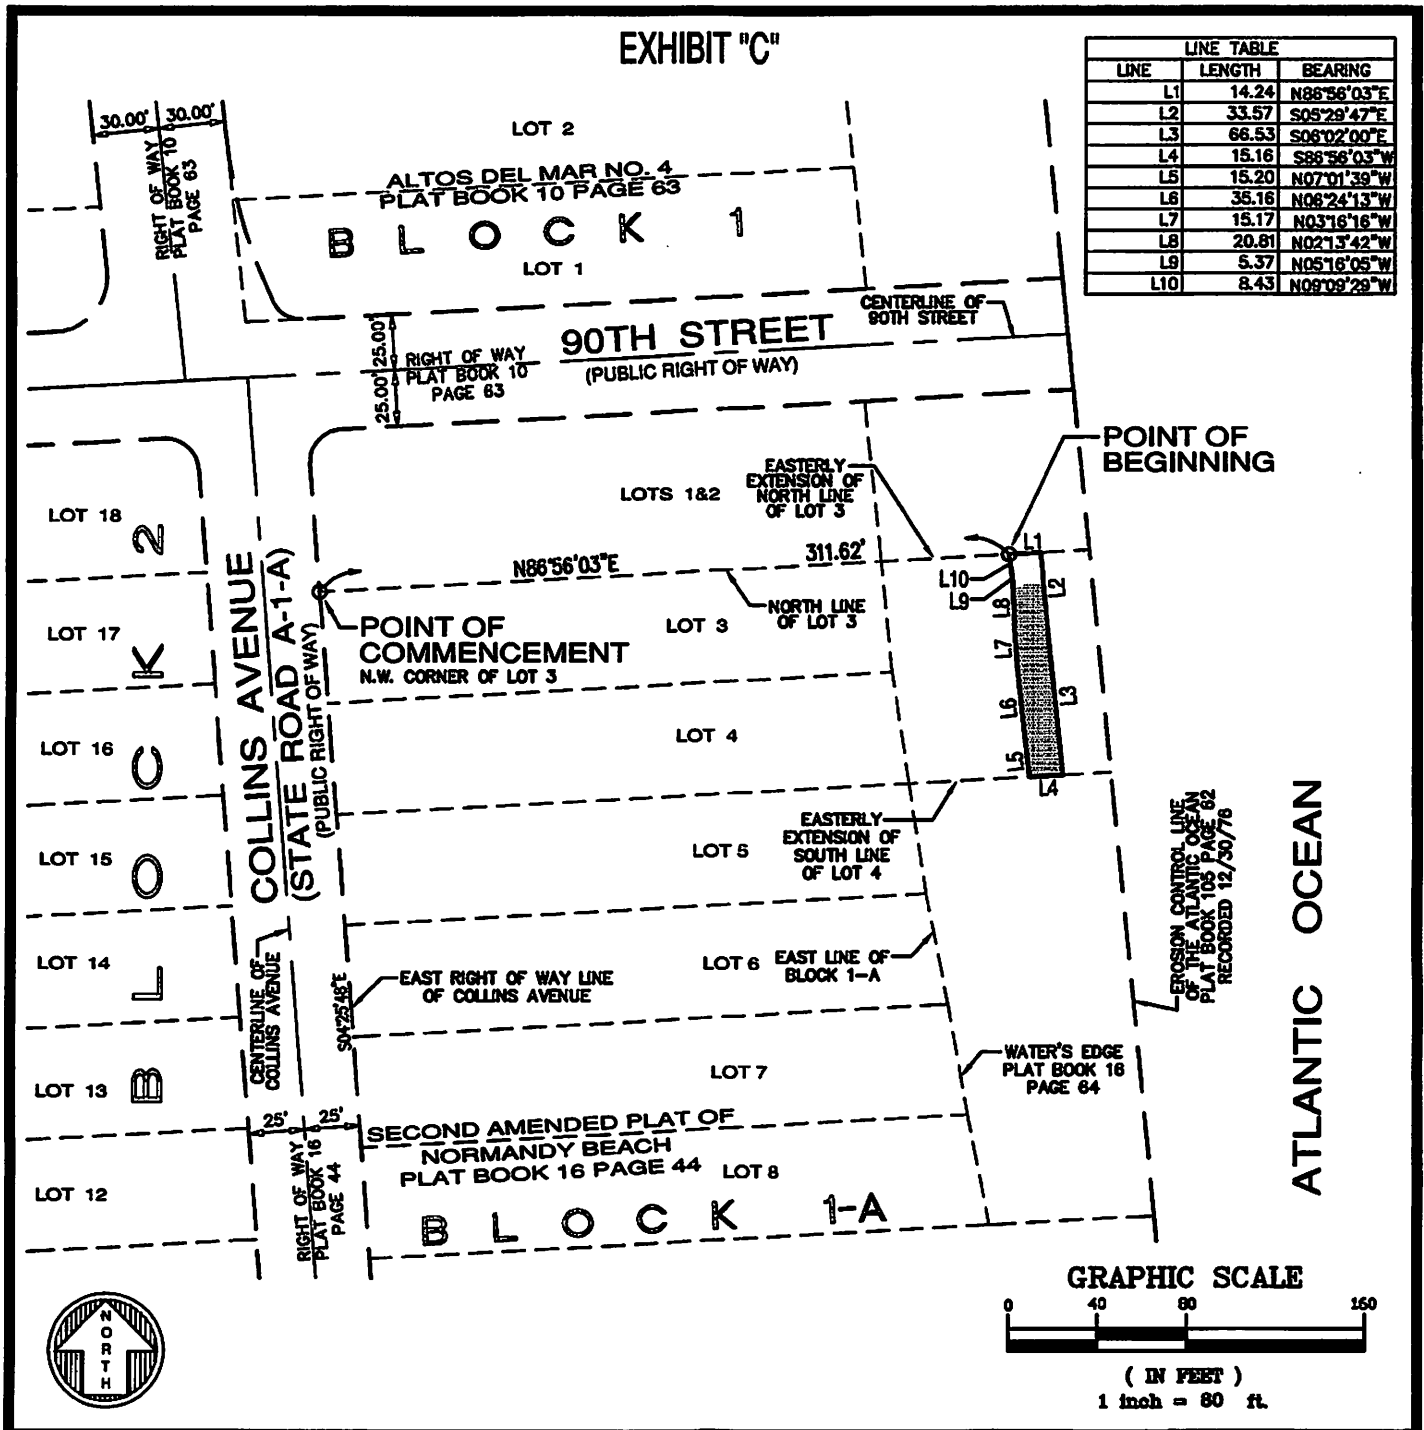 EXHIBIT "C"
LINE TABLE
LINE LENGTH BEARING
L1 14.24 N86°56'03"E
L2 33.57 S05°29'47"E
L3 66.53 S06°02'00"E
L4 15.16 S86°56'03"W
L5 15.20 N07°01'39"W
L6 35.16 N06°24'13"W
L7 15.17 N03°16'16"W
L8 20.81 N02°13'42"W
L9 5.37 N05°16'05"W
L10 8.43 N09°09'29"W
30.00' 30.00'
RIGHT OF WAY
PLAT BOOK 10
PAGE 63
LOT 2
ALTOS DEL MAR NO. 4
PLAT BOOK 10 PAGE 63
BLOCK 1
LOT 1
CENTERLINE OF
90TH STREET
90TH STREET
(PUBLIC RIGHT OF WAY)
25.00'
25.00'
RIGHT OF WAY
PLAT BOOK 10
PAGE 63
POINT OF
BEGINNING
EASTERLY
EXTENSION OF
NORTH LINE
OF LOT 3
LOTS 1&2
N86°56'03"E
311.62'
L1
L10
L9
L8
L2
L7
L6
L3
L5
L4
NORTH LINE
OF LOT 3
LOT 3
POINT OF
COMMENCEMENT
N.W. CORNER OF LOT 3
LOT 4
EASTERLY
EXTENSION OF
SOUTH LINE
OF LOT 4
LOT 5
LOT 6
EAST LINE OF
BLOCK 1-A
EAST RIGHT OF WAY LINE
OF COLLINS AVENUE
S04°25'48"E
LOT 7
WATER'S EDGE
PLAT BOOK 16
PAGE 64
SECOND AMENDED PLAT OF
NORMANDY BEACH
PLAT BOOK 16 PAGE 44
LOT 8
BLOCK 1-A
LOT 18
LOT 17
LOT 16
LOT 15
LOT 14
LOT 13
LOT 12
BLOCK 2
COLLINS AVENUE
(STATE ROAD A-1-A)
(PUBLIC RIGHT OF WAY)
CENTERLINE OF
COLLINS AVENUE
25' 25'
RIGHT OF WAY
PLAT BOOK 16
PAGE 44
EROSION CONTROL LINE
OF THE ATLANTIC OCEAN
PLAT BOOK 105 PAGE 62
RECORDED 12/30/76
ATLANTIC OCEAN
NORTH
GRAPHIC SCALE
0 40 80 160
( IN FEET )
1 inch = 80 ft.